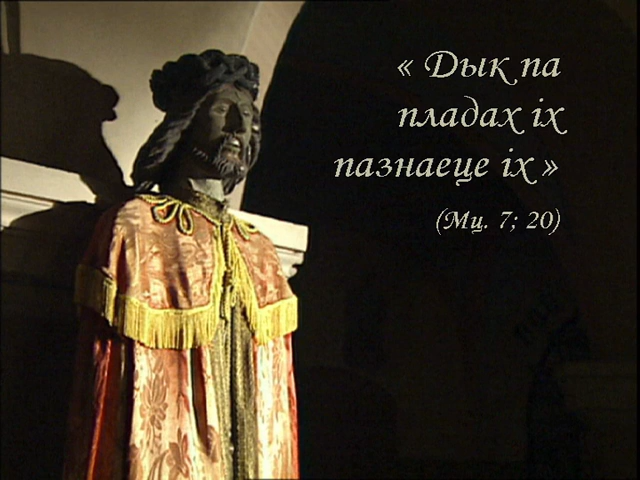 « Дык па
пладах іх
пазнаеце іх »
(Мц. 7; 20)